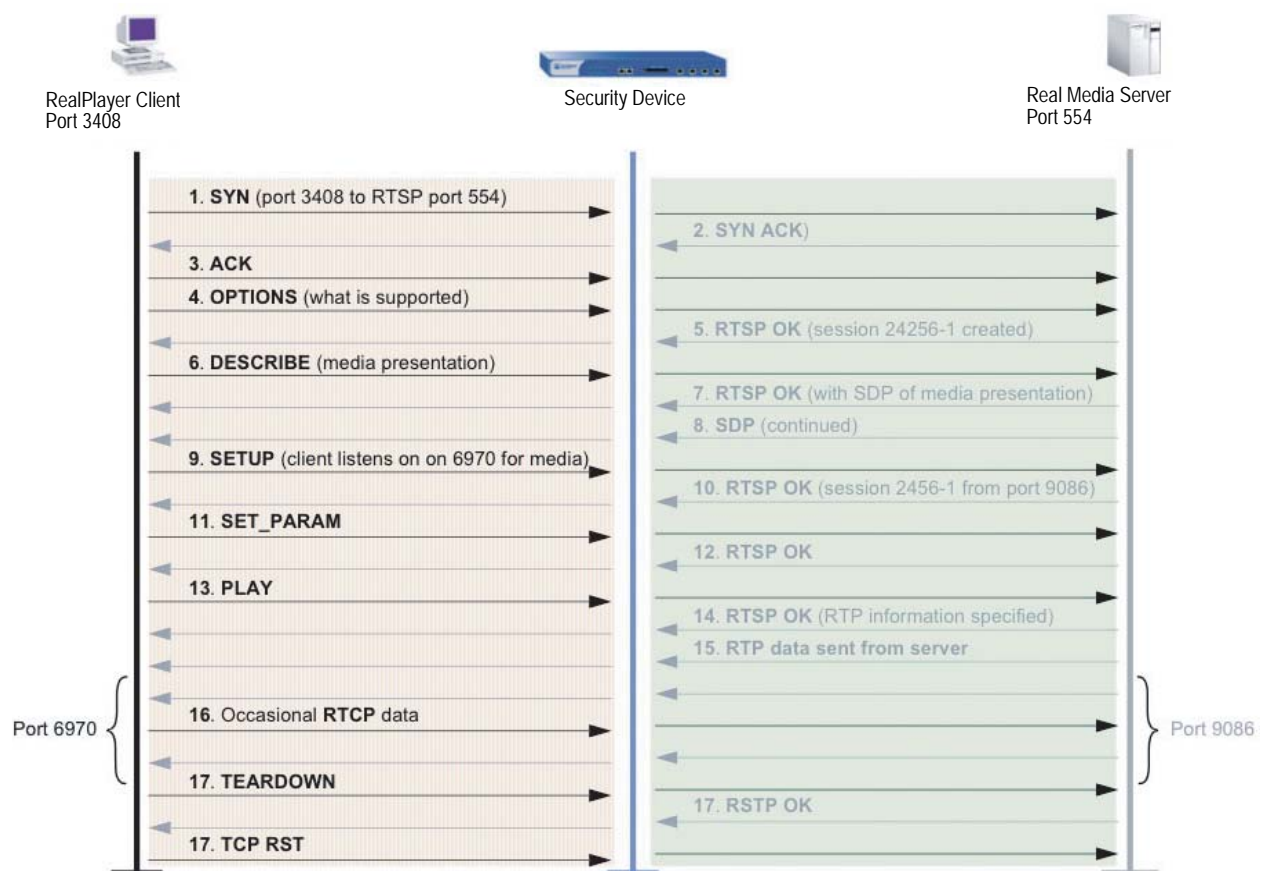 RealPlayer Client
Port 3408
Security Device
Real Media Server
Port 554
1. SYN (port 3408 to RTSP port 554)
2. SYN ACK)
3. ACK
4. OPTIONS (what is supported)
5. RTSP OK (session 24256-1 created)
6. DESCRIBE (media presentation)
7. RTSP OK (with SDP of media presentation)
8. SDP (continued)
9. SETUP (client listens on on 6970 for media)
10. RTSP OK (session 2456-1 from port 9086)
11. SET_PARAM
12. RTSP OK
13. PLAY
14. RTSP OK (RTP information specified)
15. RTP data sent from server
16. Occasional RTCP data
Port 6970
Port 9086
17. TEARDOWN
17. RSTP OK
17. TCP RST